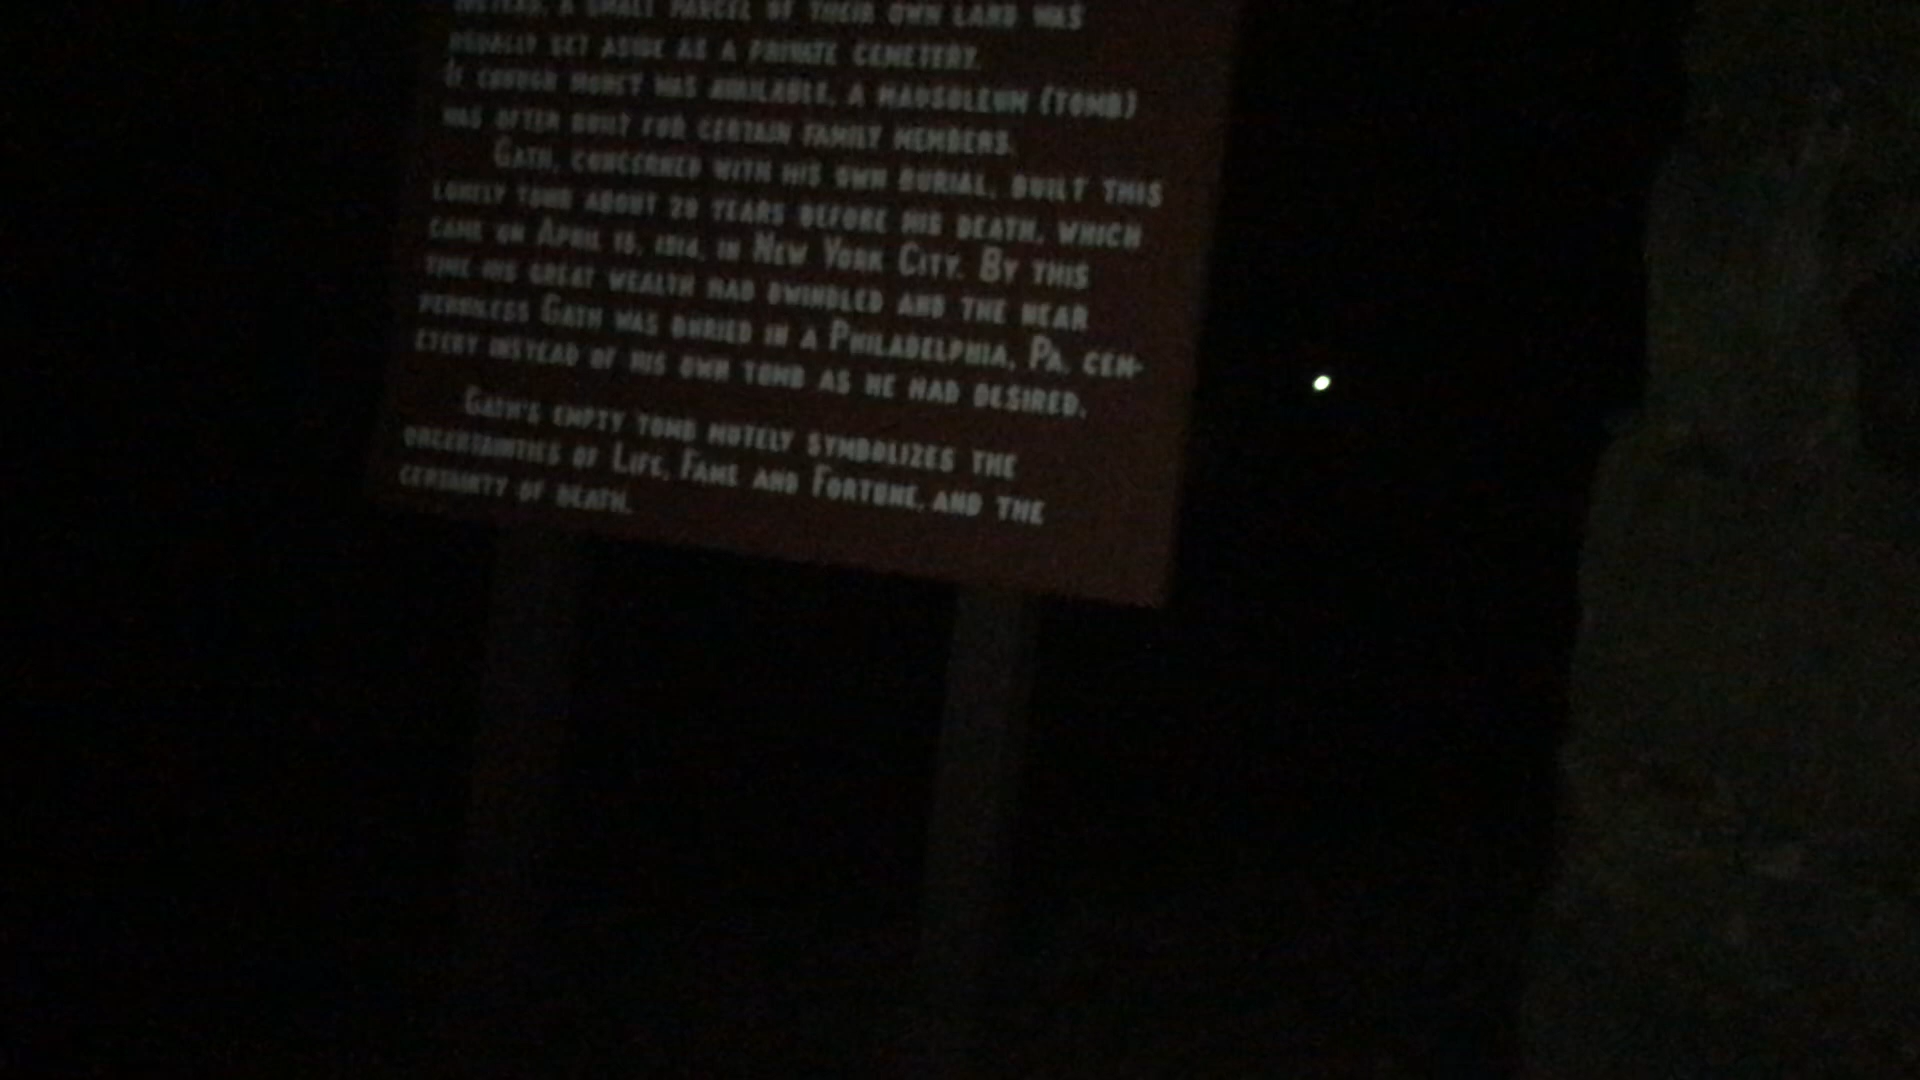 INSTEAD, A SMALL PARCEL OF THEIR OWN LAND WAS
USUALLY SET ASIDE AS A PRIVATE CEMETERY.
IF ENOUGH MONEY WAS AVAILABLE, A MAUSOLEUM (TOMB)
WAS OFTEN BUILT FOR CERTAIN FAMILY MEMBERS.
GATH, CONCERNED WITH HIS OWN BURIAL, BUILT THIS
LONELY TOMB ABOUT 20 YEARS BEFORE HIS DEATH, WHICH
CAME ON APRIL 15, 1914, IN NEW YORK CITY. BY THIS
TIME HIS GREAT WEALTH HAD DWINDLED AND THE NEAR
PENNILESS GATH WAS BURIED IN A PHILADELPHIA, PA. CEM-
ETERY INSTEAD OF HIS OWN TOMB AS HE HAD DESIRED.
GATH'S EMPTY TOMB MUTELY SYMBOLIZES THE
UNCERTAINTIES OF LIFE, FAME AND FORTUNE, AND THE
CERTAINTY OF DEATH.